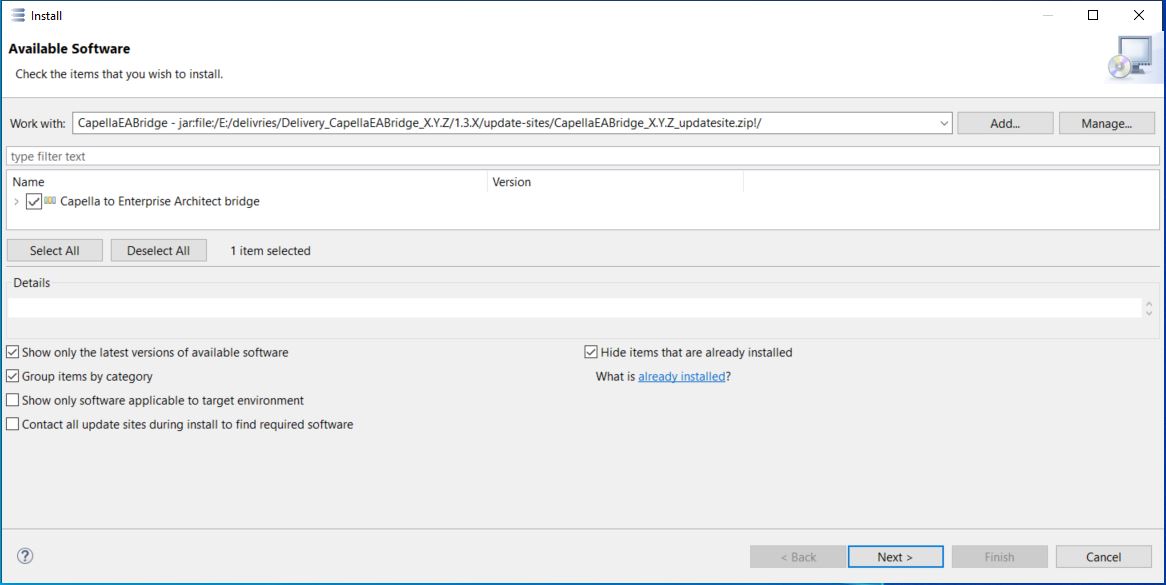 Install
Available Software
Check the items that you wish to install.
Work with: CapellaEABridge - jar:file:/E:/delivries/Delivery_CapellaEABridge_X.Y.Z/1.3.X/update-sites/CapellaEABridge_X.Y.Z_updatesite.zip!/ Add... Manage...
type filter text
Name Version
Capella to Enterprise Architect bridge
Select All Deselect All 1 item selected
Details
Show only the latest versions of available software Hide items that are already installed
Group items by category What is already installed?
Show only software applicable to target environment
Contact all update sites during install to find required software
? < Back Next > Finish Cancel